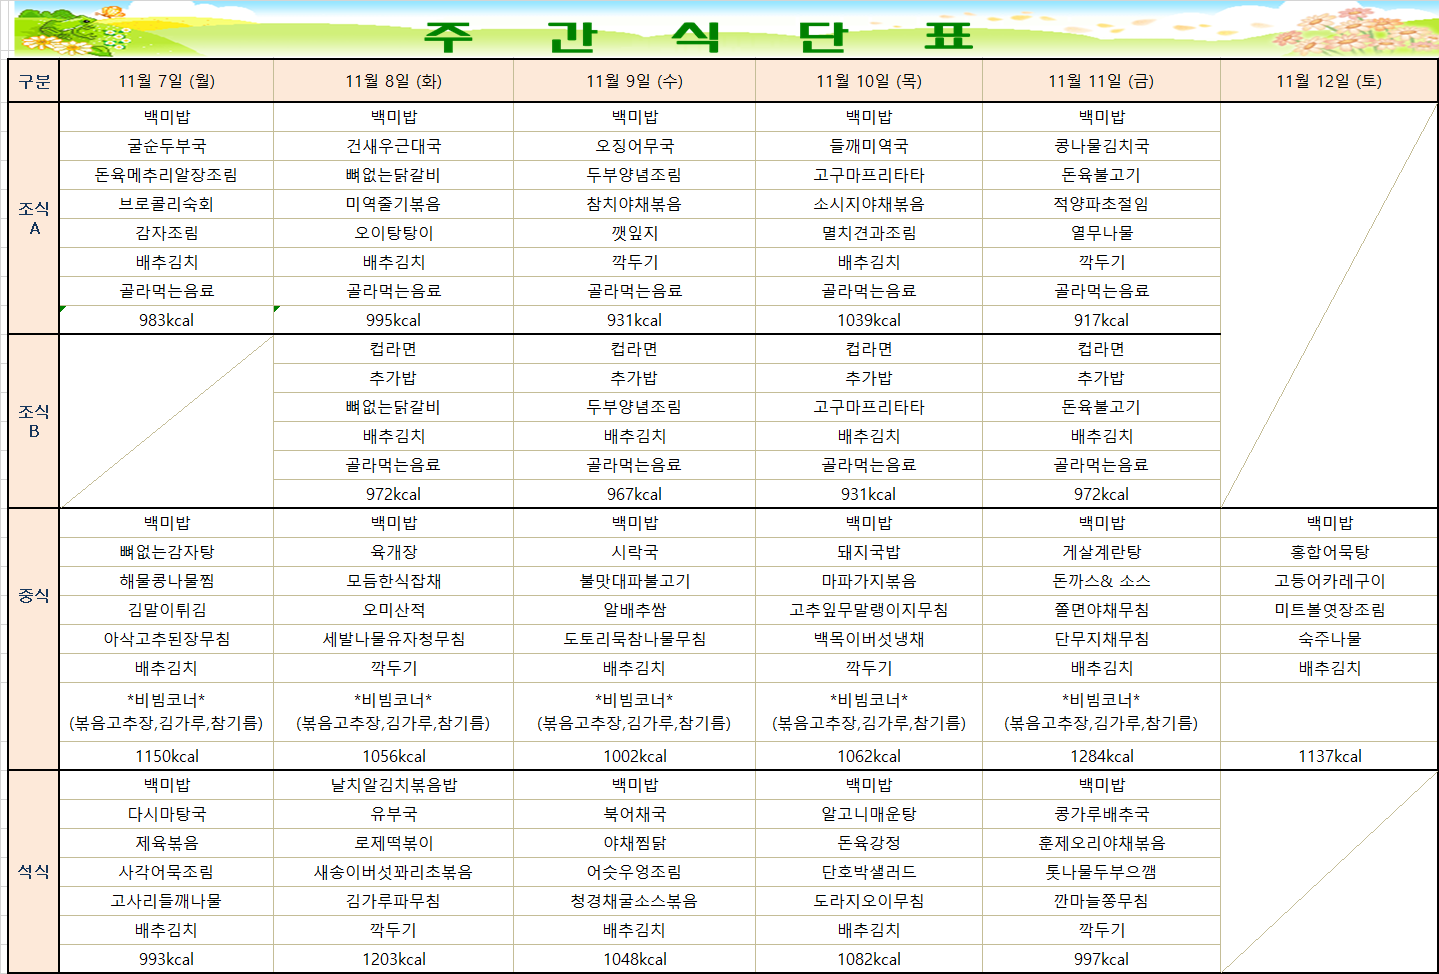 주 간 식 단 표
구분 11월 7일 (월) 11월 8일 (화) 11월 9일 (수) 11월 10일 (목) 11월 11일 (금) 11월 12일 (토)
조식 A
백미밥 백미밥 백미밥 백미밥 백미밥
굴순두부국 건새우근대국 오징어무국 들깨미역국 콩나물김치국
돈육메추리알장조림 뼈없는닭갈비 두부양념조림 고구마프리타타 돈육불고기
브로콜리숙회 미역줄기볶음 참치야채볶음 소시지야채볶음 적양파초절임
감자조림 오이탕탕이 깻잎지 멸치견과조림 열무나물
배추김치 배추김치 깍두기 배추김치 깍두기
골라먹는음료 골라먹는음료 골라먹는음료 골라먹는음료 골라먹는음료
983kcal 995kcal 931kcal 1039kcal 917kcal
조식 B
컵라면 컵라면 컵라면 컵라면
추가밥 추가밥 추가밥 추가밥
뼈없는닭갈비 두부양념조림 고구마프리타타 돈육불고기
배추김치 배추김치 배추김치 배추김치
골라먹는음료 골라먹는음료 골라먹는음료 골라먹는음료
972kcal 967kcal 931kcal 972kcal
중식
백미밥 백미밥 백미밥 백미밥 백미밥 백미밥
뼈없는감자탕 육개장 시락국 돼지국밥 게살계란탕 홍합어묵탕
해물콩나물찜 모듬한식잡채 불맛대파불고기 마파가지볶음 돈까스& 소스 고등어카레구이
김말이튀김 오미산적 알배추쌈 고추잎무말랭이지무침 쫄면야채무침 미트볼엿장조림
아삭고추된장무침 세발나물유자청무침 도토리묵참나물무침 백목이버섯냉채 단무지채무침 숙주나물
배추김치 깍두기 배추김치 깍두기 배추김치 배추김치
*비빔코너* *비빔코너* *비빔코너* *비빔코너* *비빔코너*
(볶음고추장,김가루,참기름) (볶음고추장,김가루,참기름) (볶음고추장,김가루,참기름) (볶음고추장,김가루,참기름) (볶음고추장,김가루,참기름)
1150kcal 1056kcal 1002kcal 1062kcal 1284kcal 1137kcal
석식
백미밥 날치알김치볶음밥 백미밥 백미밥 백미밥
다시마탕국 유부국 북어채국 알고니매운탕 콩가루배추국
제육볶음 로제떡볶이 야채찜닭 돈육강정 훈제오리야채볶음
사각어묵조림 새송이버섯꽈리초볶음 어슷우엉조림 단호박샐러드 톳나물두부으깸
고사리들깨나물 김가루파무침 청경채굴소스볶음 도라지오이무침 깐마늘쫑무침
배추김치 깍두기 배추김치 배추김치 깍두기
993kcal 1203kcal 1048kcal 1082kcal 997kcal